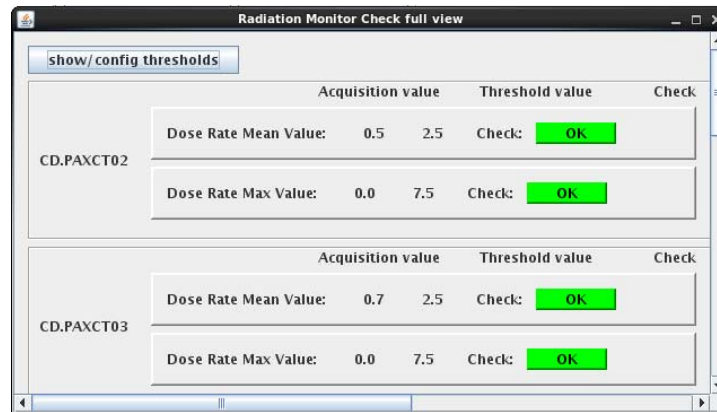 Radiation Monitor Check full view
show/config thresholds
Acquisition value Threshold value Check
CD.PAXCT02
Dose Rate Mean Value: 0.5 2.5 Check: OK
Dose Rate Max Value: 0.0 7.5 Check: OK
Acquisition value Threshold value Check
CD.PAXCT03
Dose Rate Mean Value: 0.7 2.5 Check: OK
Dose Rate Max Value: 0.0 7.5 Check: OK